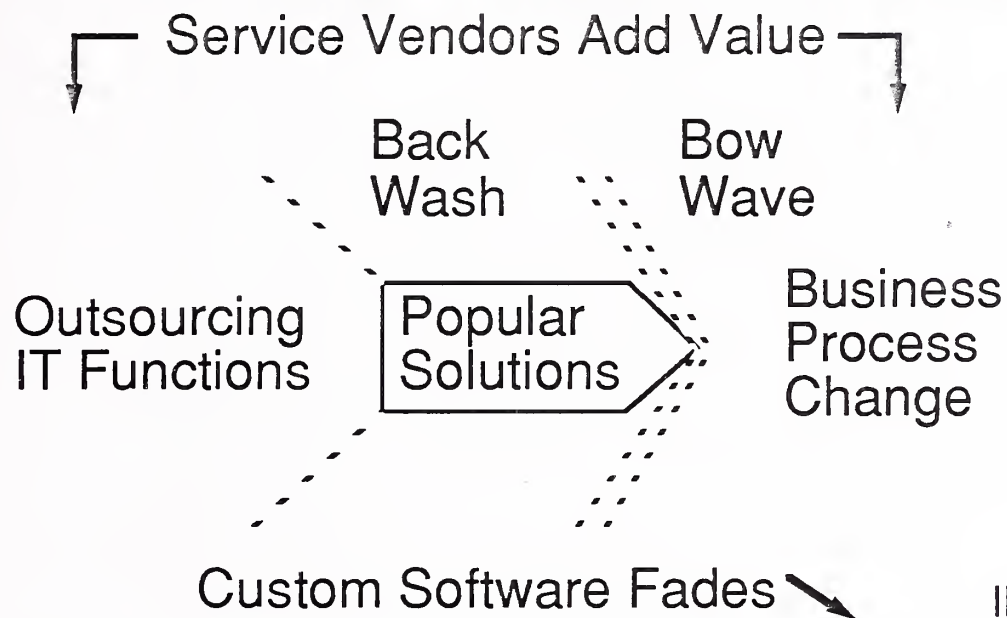 Service Vendors Add Value
Back
Wash
Bow
Wave
Outsourcing
IT Functions
Popular
Solutions
Business
Process
Change
Custom Software Fades